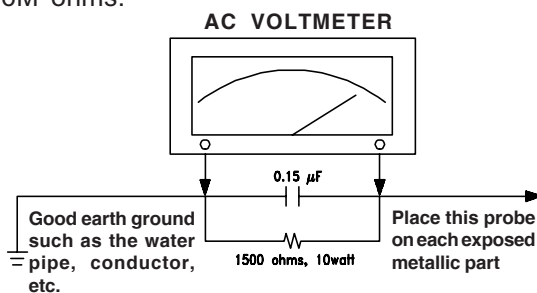 ohms.
AC VOLTMETER
0.15 μF
Good earth ground
such as the water
pipe, conductor,
etc.
1500 ohms, 10watt
Place this probe
on each exposed
metallic part